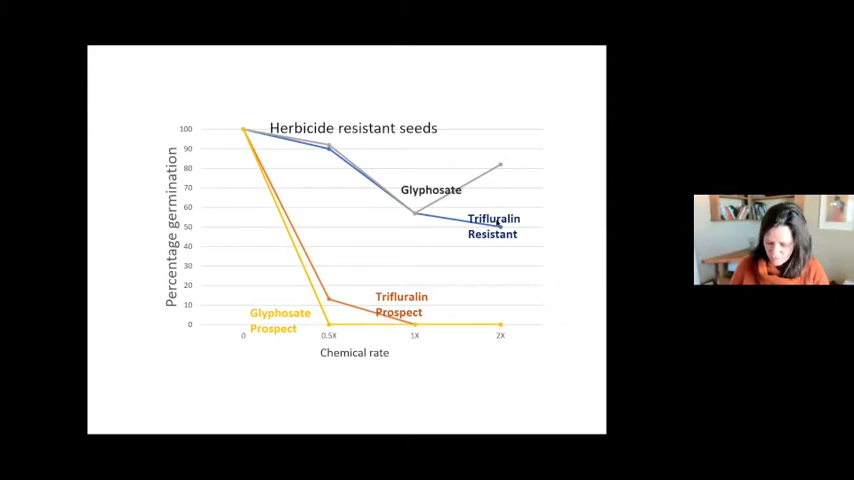 Herbicide resistant seeds
Percentage germination
100
90
80
70
60
50
40
30
20
10
0
Glyphosate
Trifluralin
Resistant
Trifluralin
Prospect
Glyphosate
Prospect
0 0.5X 1X 2X
Chemical rate